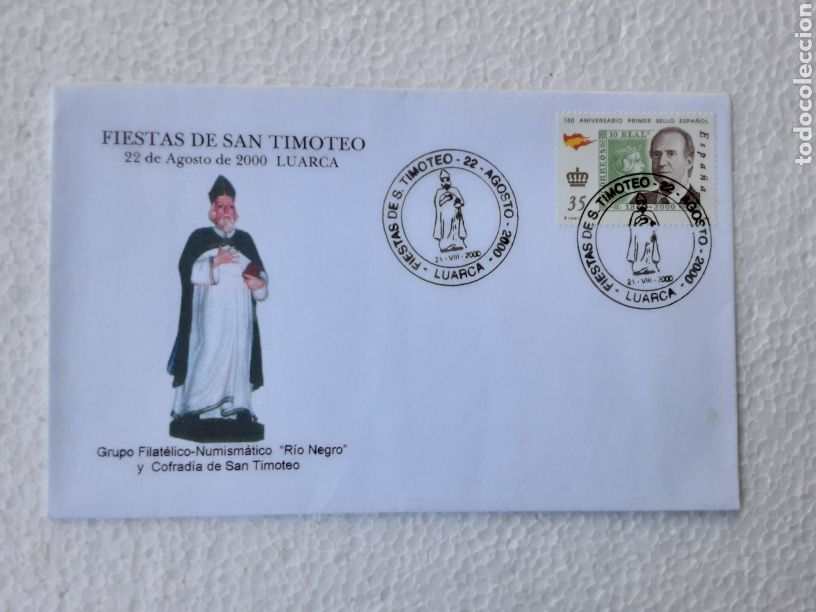 FIESTAS DE SAN TIMOTEO
22 de Agosto de 2000 LUARCA
Grupo Filatélico-Numismático "Río Negro"
y Cofradía de San Timoteo
FIESTAS DE S. TIMOTEO - 22 - AGOSTO - 2000
21 - VIII - 2000
- LUARCA -
150 ANIVERSARIO PRIMER SELLO ESPAÑOL
España
CORREOS 10 REALs
35
2000
FIESTAS DE S. TIMOTEO - 22 - AGOSTO - 2000
21 - VIII - 2000
- LUARCA -
todocoleccion